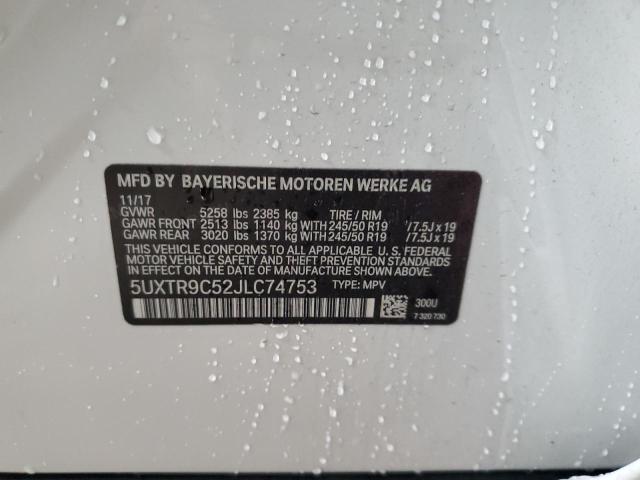 MFD BY BAYERISCHE MOTOREN WERKE AG
11/17
GVWR 5258 lbs 2385 kg TIRE / RIM
GAWR FRONT 2513 lbs 1140 kg WITH 245/50 R19 /7.5J x 19
GAWR REAR 3020 lbs 1370 kg WITH 245/50 R19 /7.5J x 19
THIS VEHICLE CONFORMS TO ALL APPLICABLE U.S. FEDERAL
MOTOR VEHICLE SAFETY AND THEFT PREVENTION STANDARDS
IN EFFECT ON THE DATE OF MANUFACTURE SHOWN ABOVE.
5UXTR9C52JLC74753 TYPE: MPV
300U
7 320 730